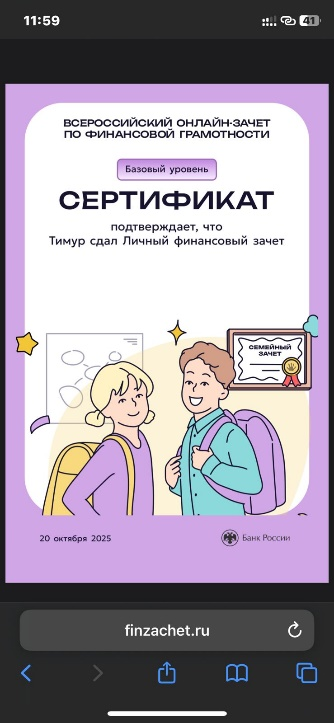 11:59
41
ВСЕРОССИЙСКИЙ ОНЛАЙН-ЗАЧЕТ
ПО ФИНАНСОВОЙ ГРАМОТНОСТИ
Базовый уровень
СЕРТИФИКАТ
подтверждает, что
Тимур сдал Личный финансовый зачет
СЕМЕЙНЫЙ
ЗАЧЕТ
20 октября 2025
Банк России
finzachet.ru